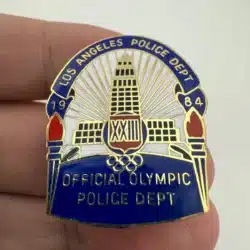 LOS ANGELES POLICE DEPT
19 84
XXIII
OFFICIAL OLYMPIC
POLICE DEPT